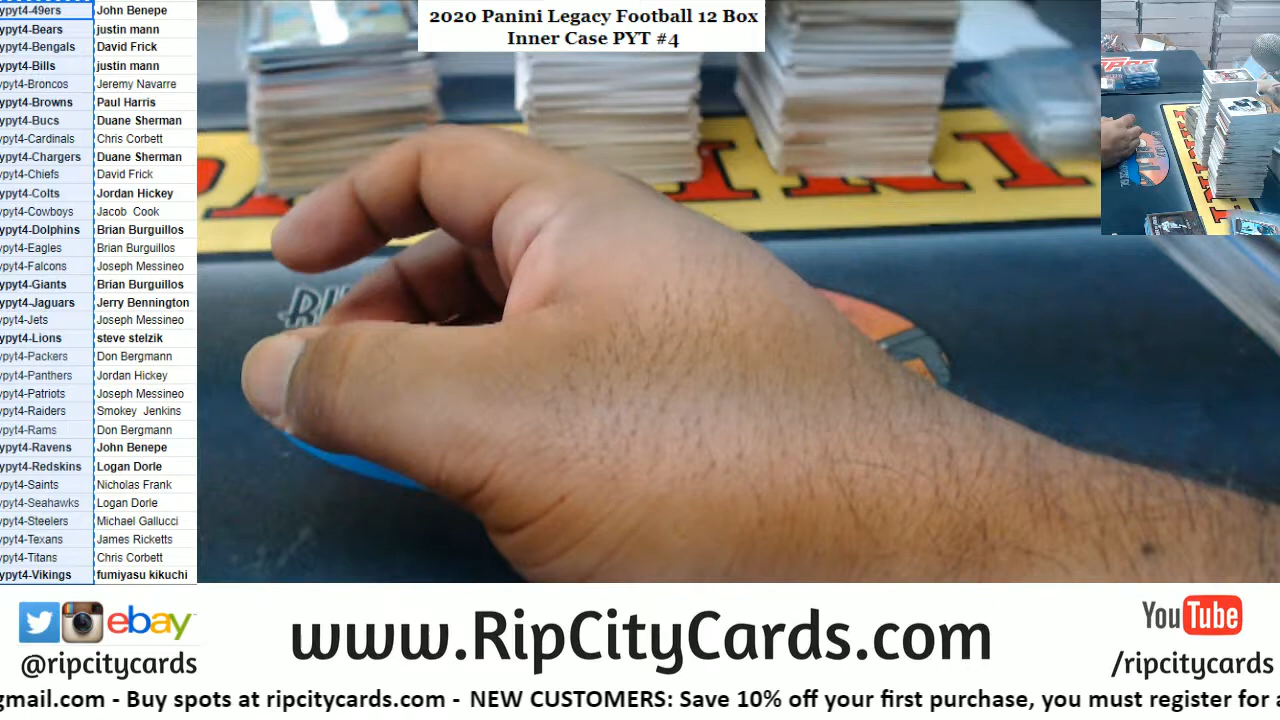 ypyt4-49ers John Benepe
ypyt4-Bears justin mann
ypyt4-Bengals David Frick
ypyt4-Bills justin mann
ypyt4-Broncos Jeremy Navarre
ypyt4-Browns Paul Harris
ypyt4-Bucs Duane Sherman
ypyt4-Cardinals Chris Corbett
ypyt4-Chargers Duane Sherman
ypyt4-Chiefs David Frick
ypyt4-Colts Jordan Hickey
ypyt4-Cowboys Jacob Cook
ypyt4-Dolphins Brian Burguillos
ypyt4-Eagles Brian Burguillos
ypyt4-Falcons Joseph Messineo
ypyt4-Giants Brian Burguillos
ypyt4-Jaguars Jerry Bennington
ypyt4-Jets Joseph Messineo
ypyt4-Lions steve stelzik
ypyt4-Packers Don Bergmann
ypyt4-Panthers Jordan Hickey
ypyt4-Patriots Joseph Messineo
ypyt4-Raiders Smokey Jenkins
ypyt4-Rams Don Bergmann
ypyt4-Ravens John Benepe
ypyt4-Redskins Logan Dorle
ypyt4-Saints Nicholas Frank
ypyt4-Seahawks Logan Dorle
ypyt4-Steelers Michael Gallucci
ypyt4-Texans James Ricketts
ypyt4-Titans Chris Corbett
ypyt4-Vikings fumiyasu kikuchi
2020 Panini Legacy Football 12 Box
Inner Case PYT #4
ebay
@ripcitycards
www.RipCityCards.com
YouTube
/ripcitycards
gmail.com - Buy spots at ripcitycards.com - NEW CUSTOMERS: Save 10% off your first purchase, you must register for a